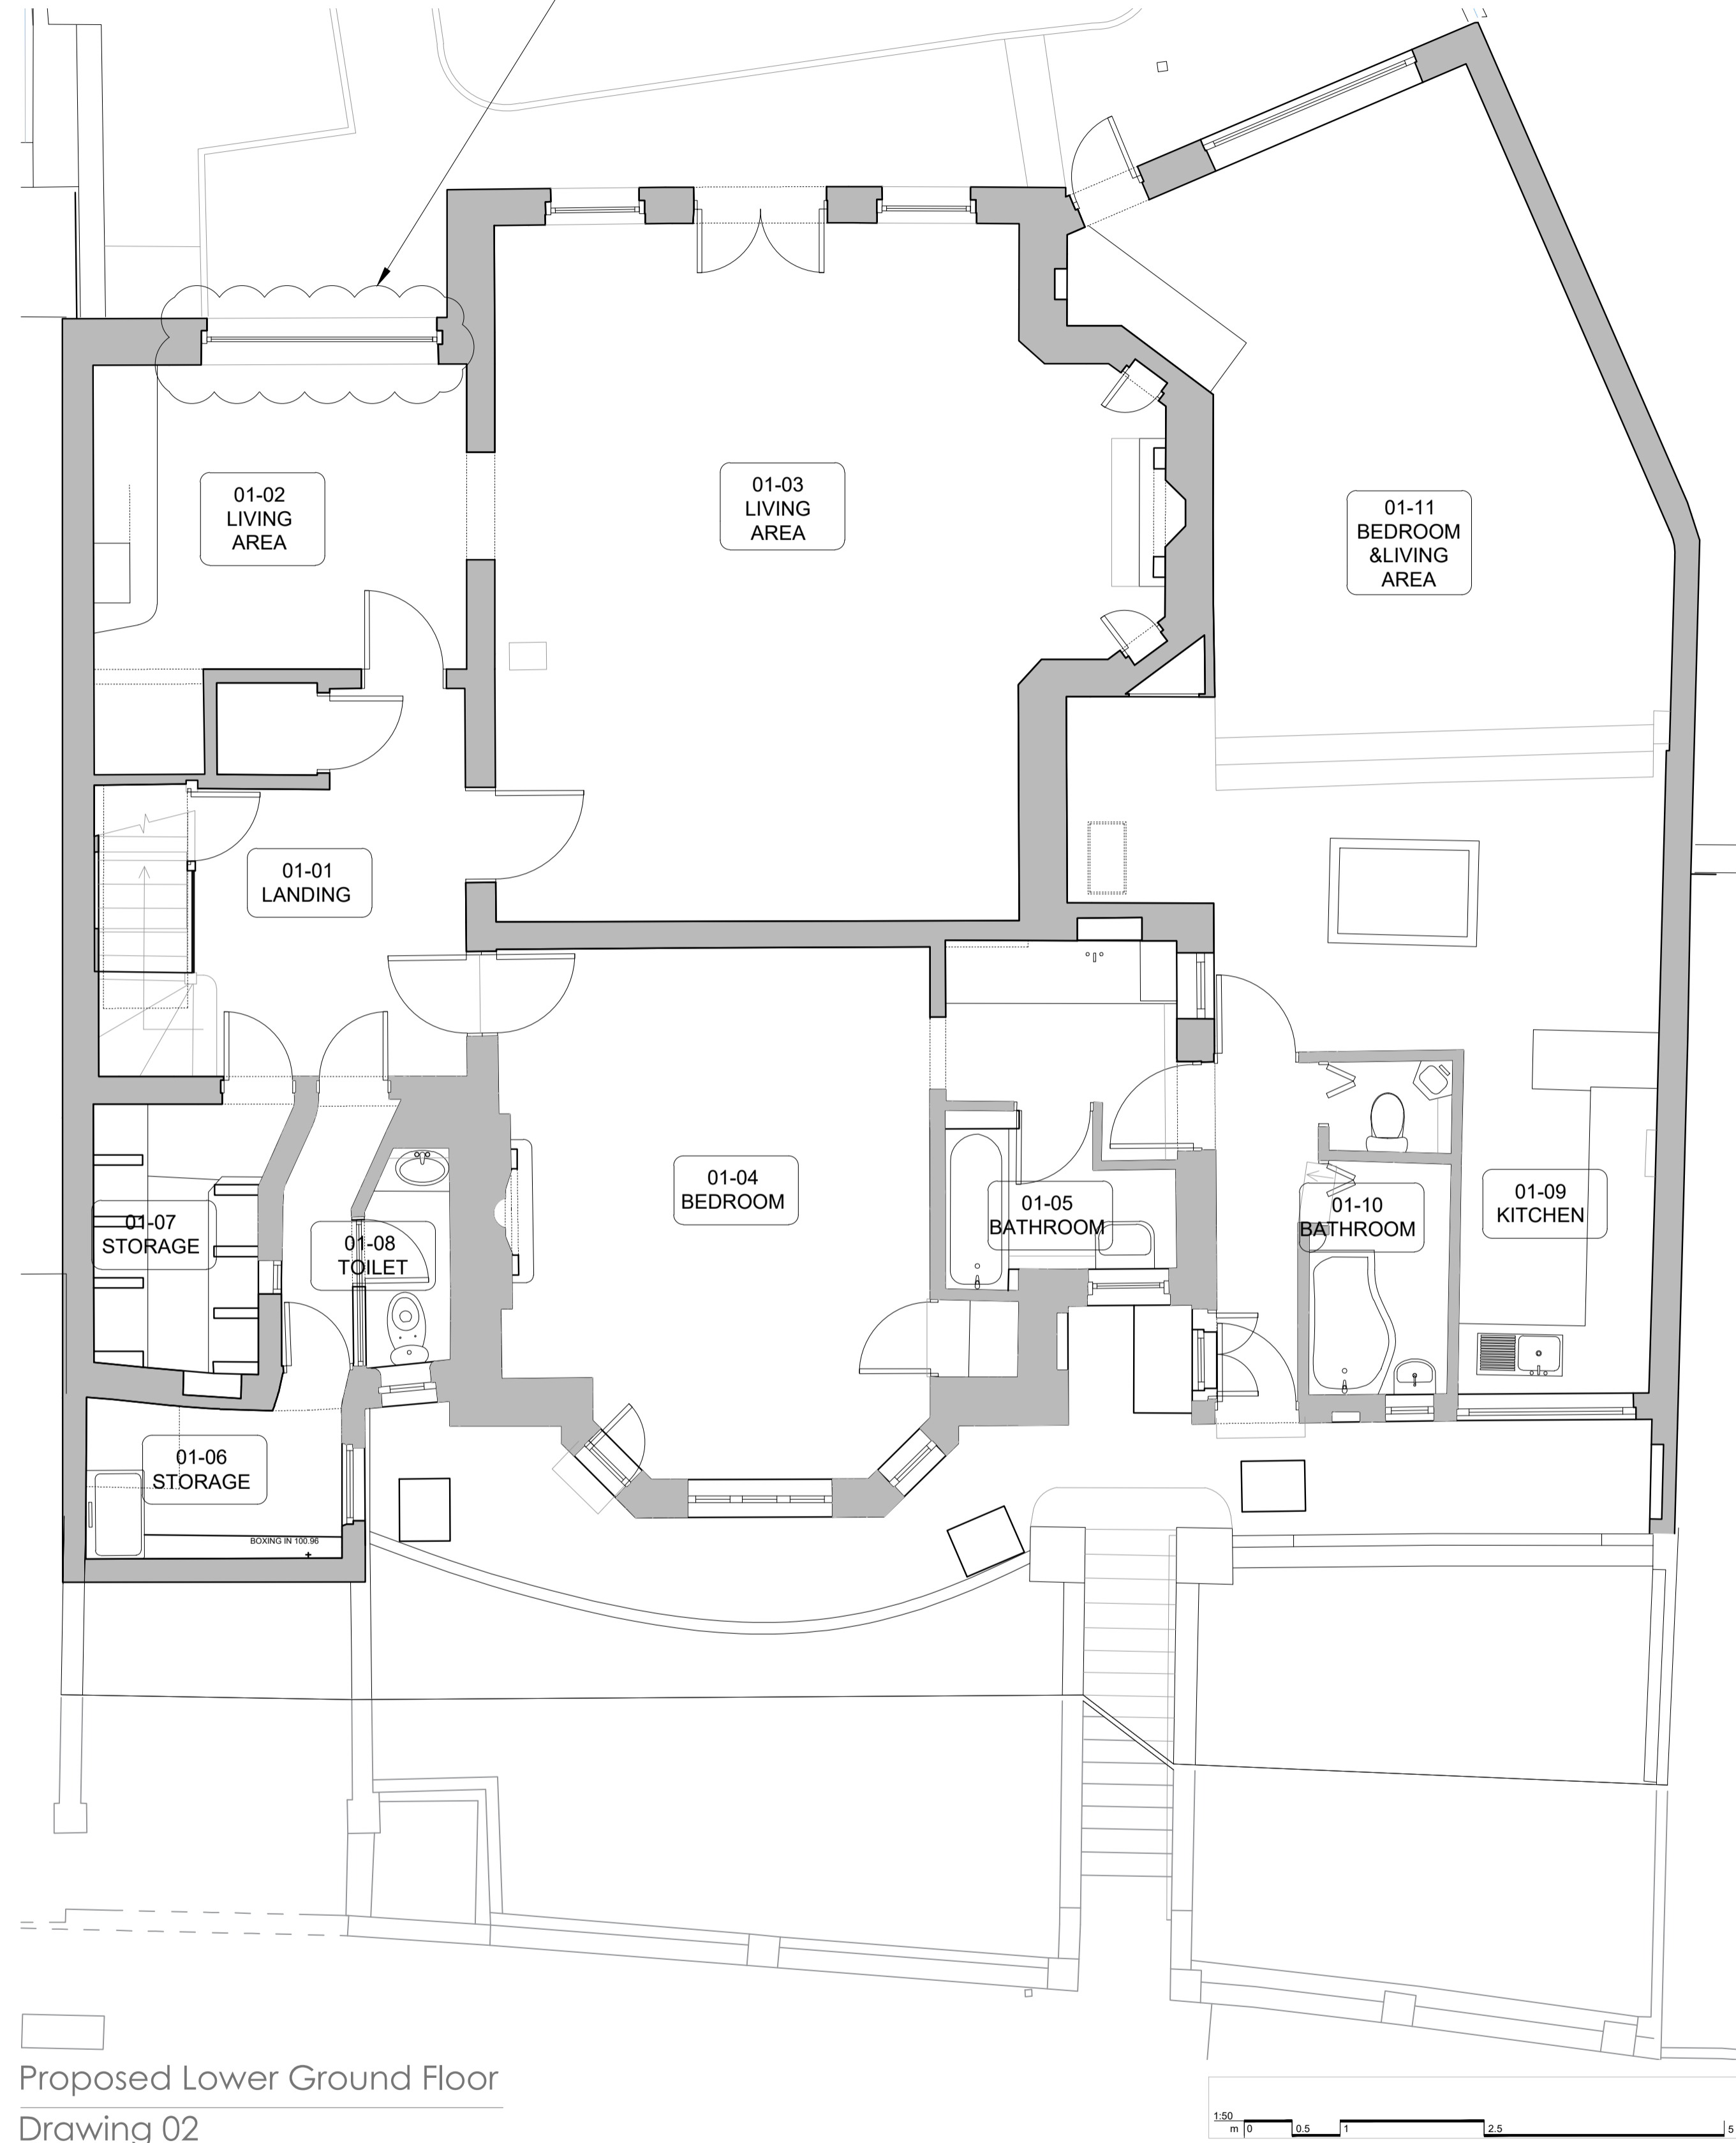 01-02
LIVING
AREA
01-03
LIVING
AREA
01-11
BEDROOM
&LIVING
AREA
01-01
LANDING
01-04
BEDROOM
01-05
BATHROOM
01-10
BATHROOM
01-09
KITCHEN
01-07
STORAGE
01-08
TOILET
01-06
STORAGE
BOXING IN 100.96
Proposed Lower Ground Floor
Drawing 02
1:50
m 0 0.5 1 2.5 5